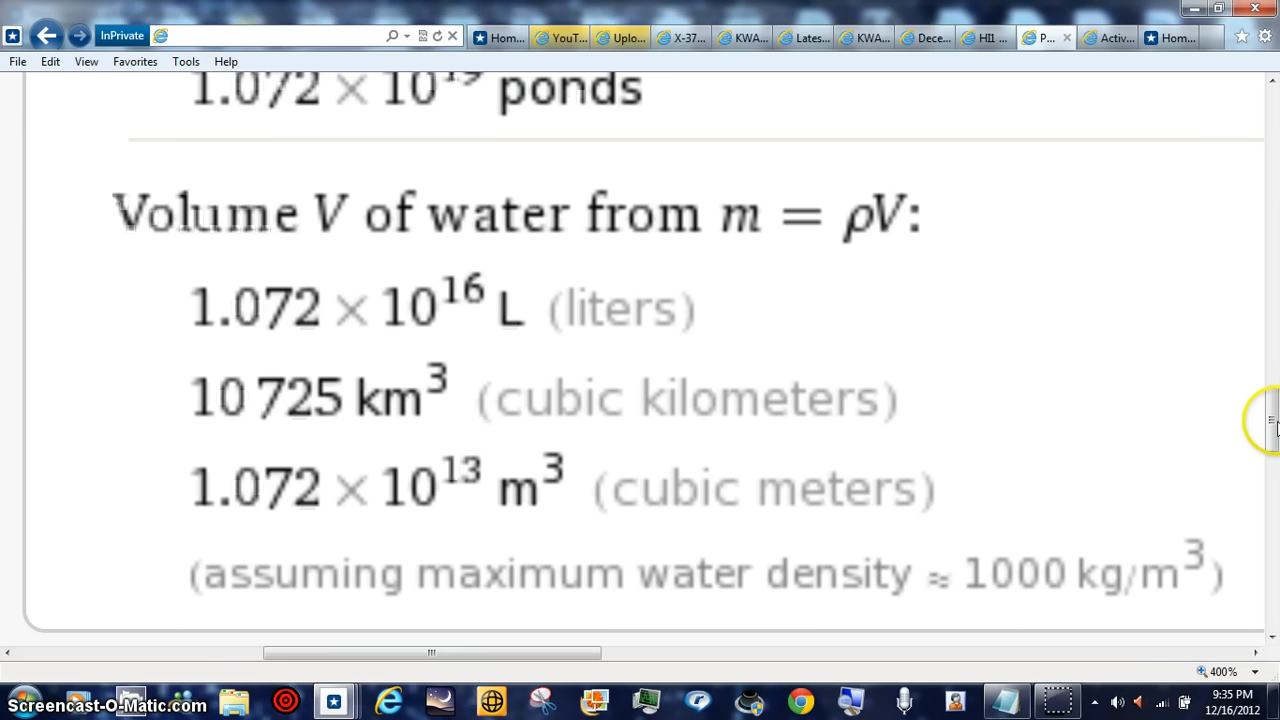 InPrivate
Hom... YouT... Uplo... X-37... KWA... Lates... KWA... Dece... HI1 ... P... Activ... Hom...
File Edit View Favorites Tools Help
1.072 × 10¹⁹ ponds
Volume V of water from m = ρV:
1.072 × 10¹⁶ L (liters)
10 725 km³ (cubic kilometers)
1.072 × 10¹³ m³ (cubic meters)
(assuming maximum water density ≈ 1000 kg/m³)
400%
Screencast-O-Matic.com
9:35 PM
12/16/2012